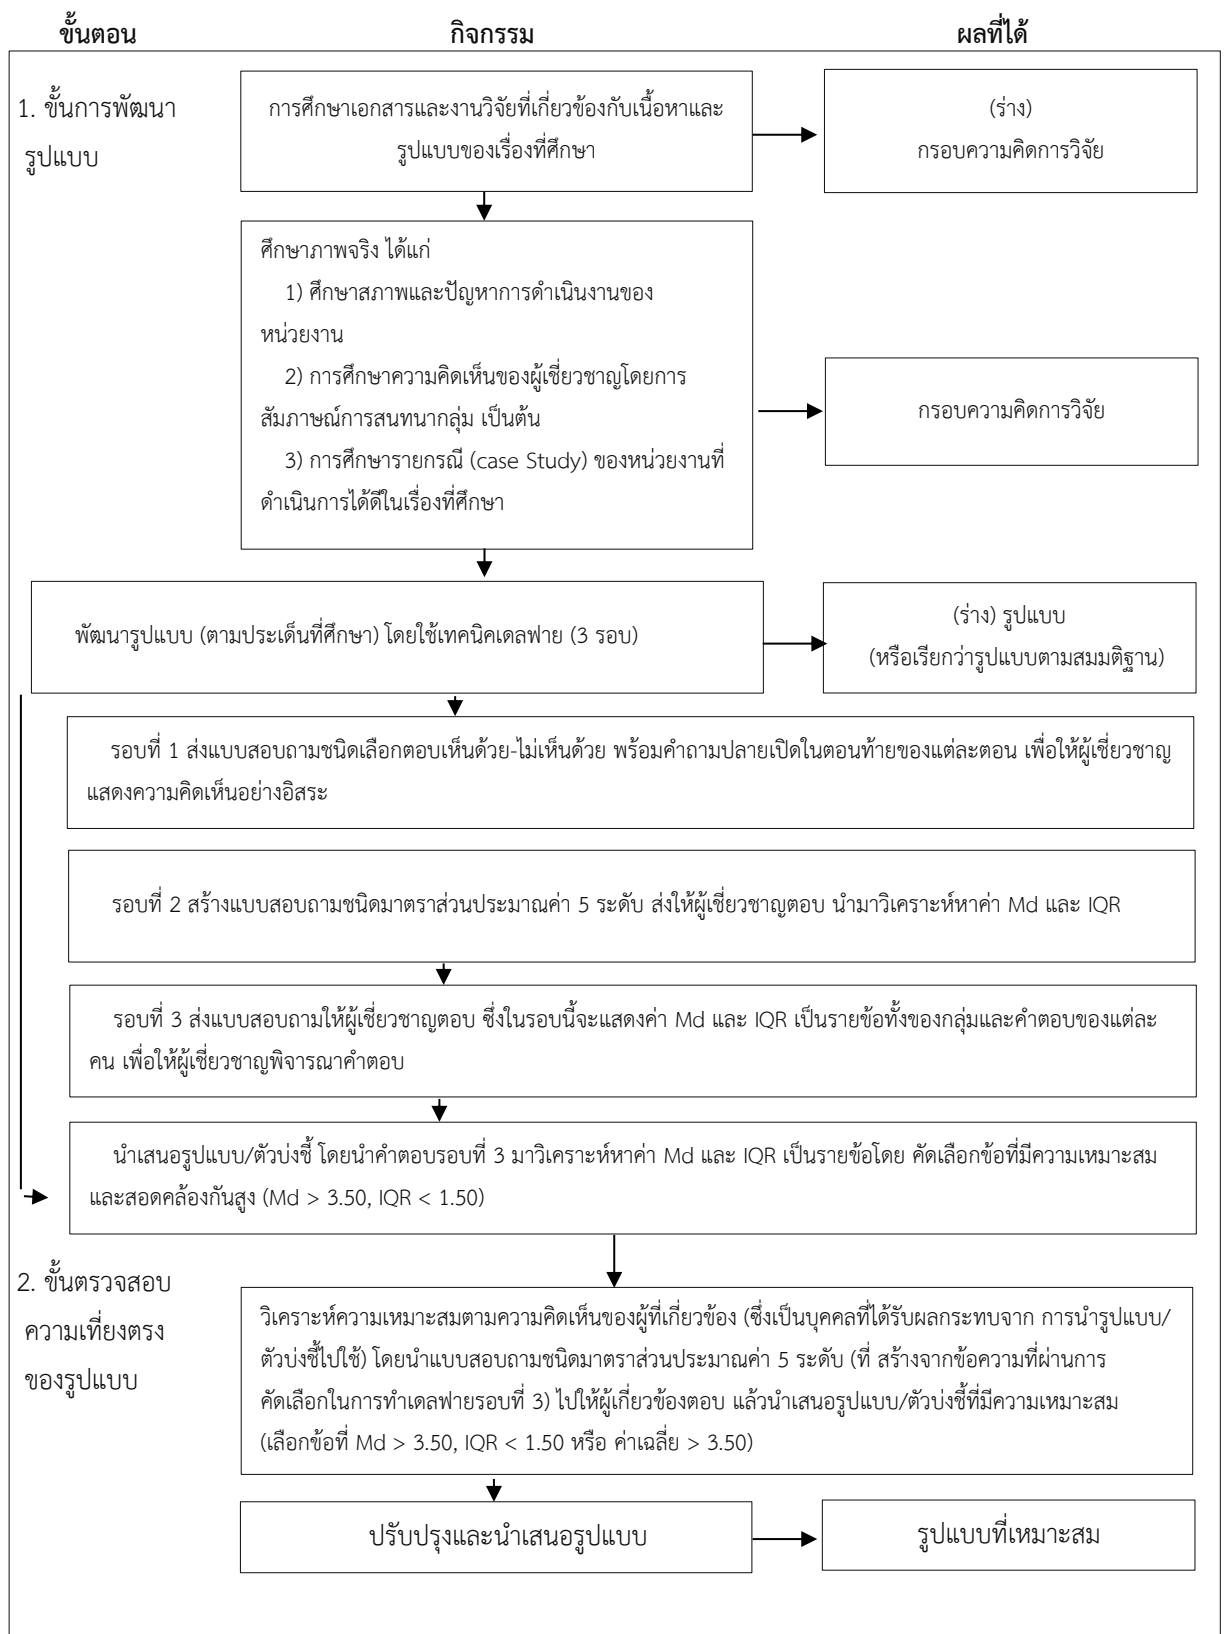 ขั้นตอน
กิจกรรม
ผลที่ได้
1. ขั้นการพัฒนา
รูปแบบ
การศึกษาเอกสารและงานวิจัยที่เกี่ยวข้องกับเนื้อหาและ
รูปแบบของเรื่องที่ศึกษา
(ร่าง)
กรอบความคิดการวิจัย
ศึกษาภาพจริง ได้แก่
1) ศึกษาสภาพและปัญหาการดำเนินงานของ
หน่วยงาน
2) การศึกษาความคิดเห็นของผู้เชี่ยวชาญโดยการ
สัมภาษณ์การสนทนากลุ่ม เป็นต้น
3) การศึกษารายกรณี (case Study) ของหน่วยงานที่
ดำเนินการได้ดีในเรื่องที่ศึกษา
กรอบความคิดการวิจัย
พัฒนารูปแบบ (ตามประเด็นที่ศึกษา) โดยใช้เทคนิคเดลฟาย (3 รอบ)
(ร่าง) รูปแบบ
(หรือเรียกว่ารูปแบบตามสมมติฐาน)
รอบที่ 1 ส่งแบบสอบถามชนิดเลือกตอบเห็นด้วย-ไม่เห็นด้วย พร้อมคำถามปลายเปิดในตอนท้ายของแต่ละตอน เพื่อให้ผู้เชี่ยวชาญ
แสดงความคิดเห็นอย่างอิสระ
รอบที่ 2 สร้างแบบสอบถามชนิดมาตราส่วนประมาณค่า 5 ระดับ ส่งให้ผู้เชี่ยวชาญตอบ นำมาวิเคราะห์หาค่า Md และ IQR
รอบที่ 3 ส่งแบบสอบถามให้ผู้เชี่ยวชาญตอบ ซึ่งในรอบนี้จะแสดงค่า Md และ IQR เป็นรายข้อทั้งของกลุ่มและคำตอบของแต่ละ
คน เพื่อให้ผู้เชี่ยวชาญพิจารณาคำตอบ
นำเสนอรูปแบบ/ตัวบ่งชี้ โดยนำคำตอบรอบที่ 3 มาวิเคราะห์หาค่า Md และ IQR เป็นรายข้อโดย คัดเลือกข้อที่มีความเหมาะสม
และสอดคล้องกันสูง (Md > 3.50, IQR < 1.50)
2. ขั้นตรวจสอบ
ความเที่ยงตรง
ของรูปแบบ
วิเคราะห์ความเหมาะสมตามความคิดเห็นของผู้ที่เกี่ยวข้อง (ซึ่งเป็นบุคคลที่ได้รับผลกระทบจาก การนำรูปแบบ/
ตัวบ่งชี้ไปใช้) โดยนำแบบสอบถามชนิดมาตราส่วนประมาณค่า 5 ระดับ (ที่ สร้างจากข้อความที่ผ่านการ
คัดเลือกในการทำเดลฟายรอบที่ 3) ไปให้ผู้เกี่ยวข้องตอบ แล้วนำเสนอรูปแบบ/ตัวบ่งชี้ที่มีความเหมาะสม
(เลือกข้อที่ Md > 3.50, IQR < 1.50 หรือ ค่าเฉลี่ย > 3.50)
ปรับปรุงและนำเสนอรูปแบบ
รูปแบบที่เหมาะสม